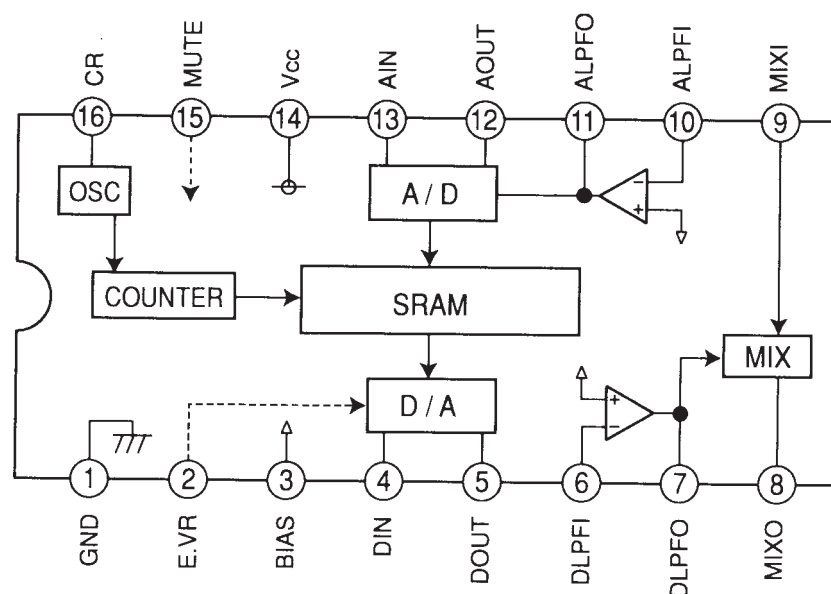 CR MUTE Vcc AIN AOUT ALPFO ALPFI MIXI
16 15 14 13 12 11 10 9
OSC A / D − +
COUNTER SRAM
MIX
D / A + −
1 2 3 4 5 6 7 8
GND E.VR BIAS DIN DOUT DLPFI DLPFO MIXO